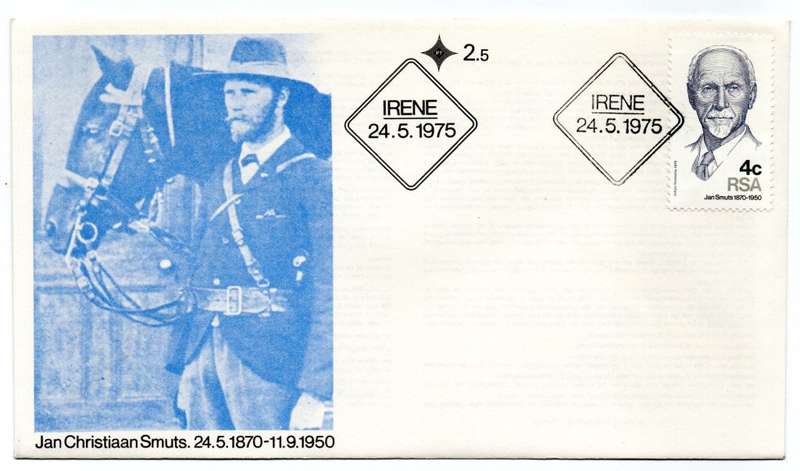 2.5
IRENE
24.5.1975
IRENE
24.5.1975
4c
RSA
Jan Smuts 1870-1950
Jan Christiaan Smuts. 24.5.1870-11.9.1950